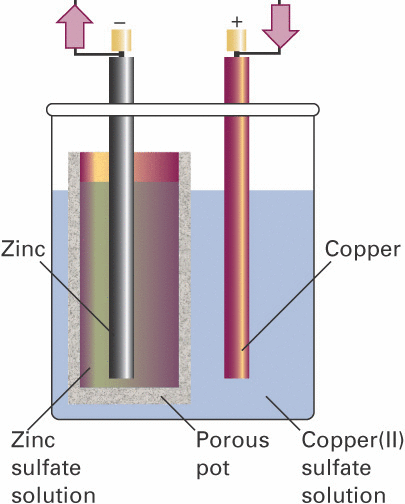 − +
Zinc Copper
Zinc
sulfate
solution
Porous
pot
Copper(II)
sulfate
solution